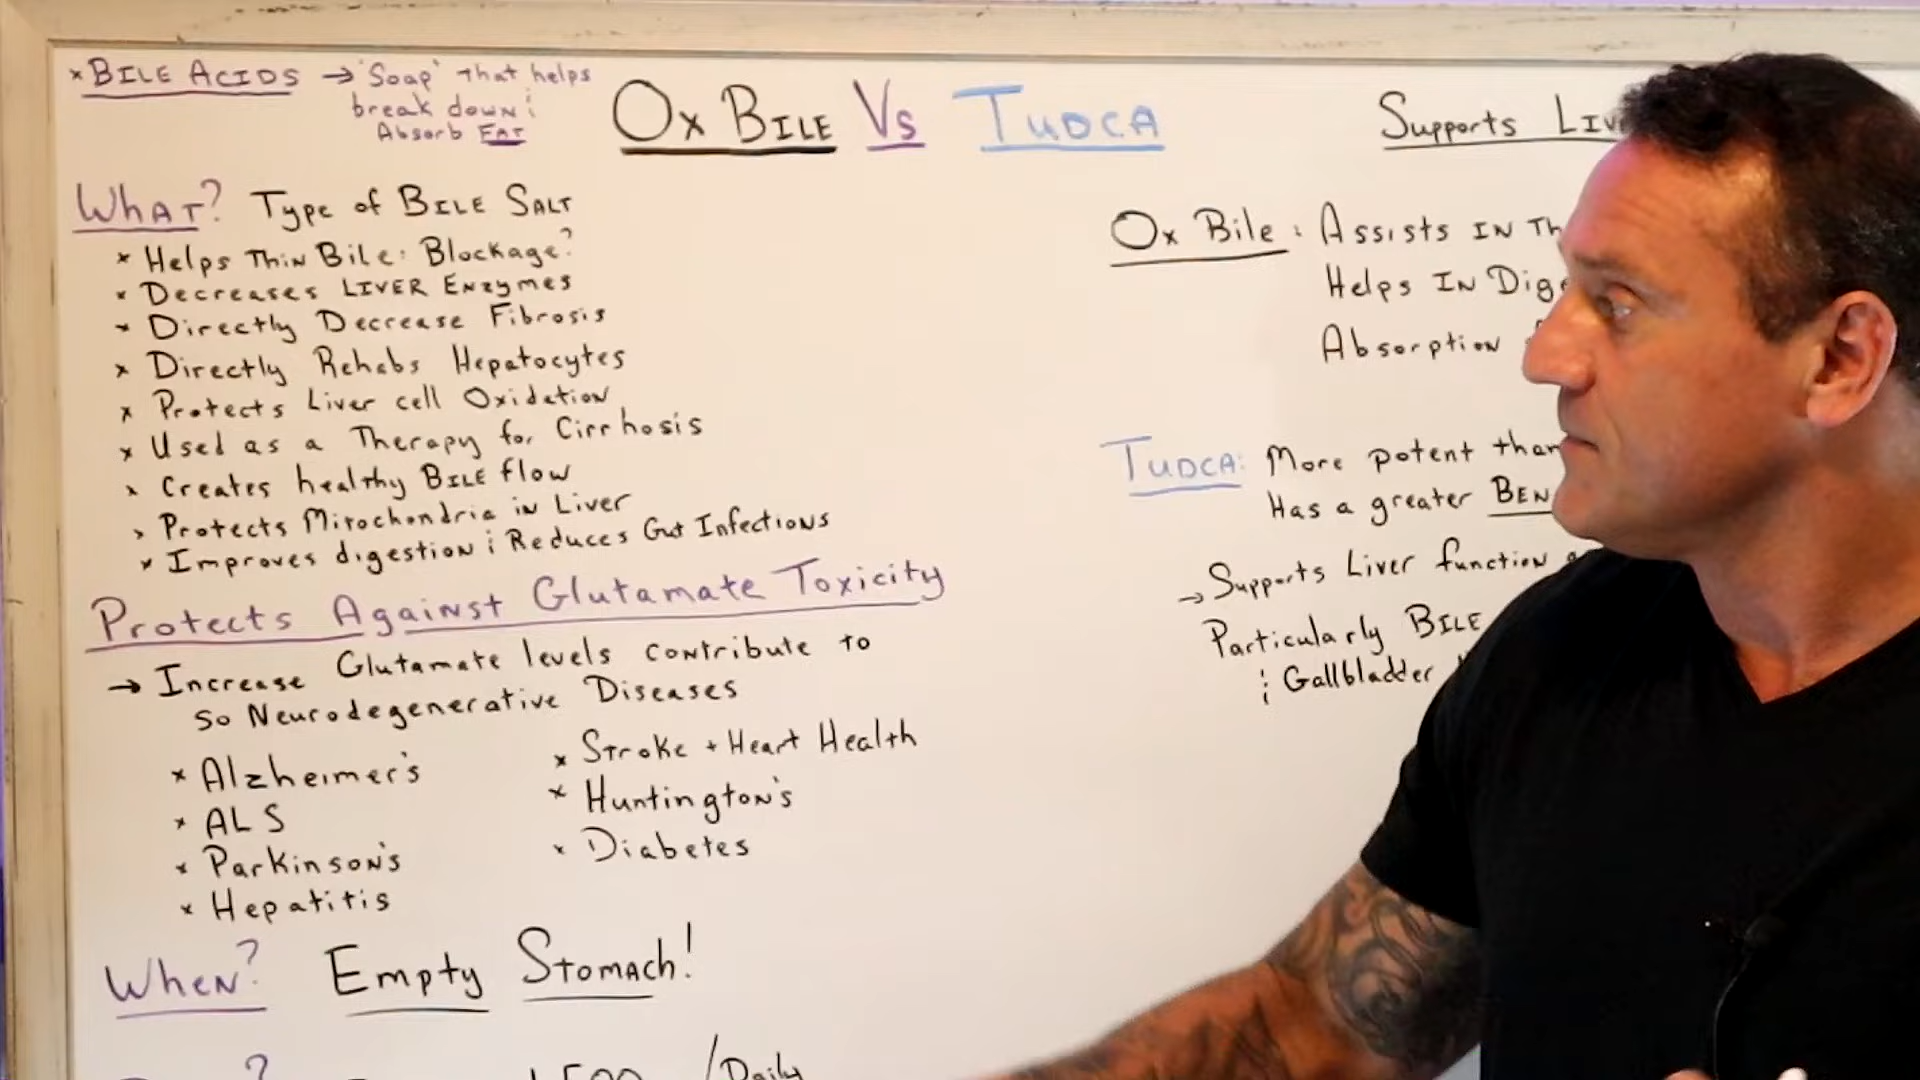 * BILE ACIDS → 'Soap' That helps
break down ;
Absorb FAT
Ox BILE Vs TUDCA
Supports
WHAT? Type of BILE SALT
* Helps Thin Bile: Blockage?
* Decreases LIVER Enzymes
* Directly Decrease Fibrosis
* Directly Rehabs Hepatocytes
* Protects Liver cell Oxidation
* Used as a Therapy for Cirrhosis
* Creates healthy BILE flow
* Protects Mitochondria in Liver
* Improves digestion ; Reduces Gut Infections
Protects Against Glutamate Toxicity
→ Increase Glutamate levels contribute to
so Neurodegenerative Diseases
* Alzheimer's
* ALS
* Parkinson's
* Hepatitis
* Stroke + Heart Health
* Huntington's
* Diabetes
When? Empty Stomach!
? /Daily
Ox Bile: Assists IN
Helps IN
Absorption
TUDCA: More potent than
Has a greater
→ Supports Liver function
Particularly BILE
; Gallbladder